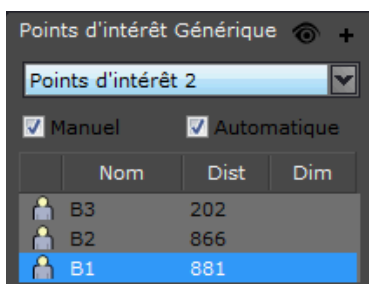 Points d'intérêt Générique
Points d'intérêt 2
Manuel Automatique
Nom Dist Dim
B3 202
B2 866
B1 881